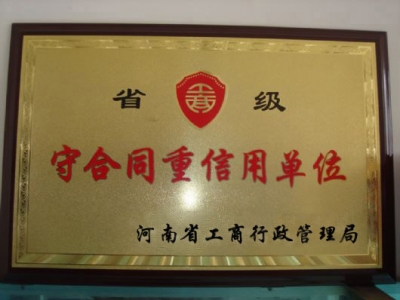 省 级
守合同重信用单位
河南省工商行政管理局